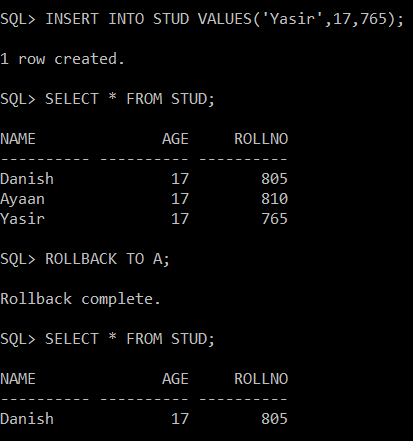 SQL> INSERT INTO STUD VALUES('Yasir',17,765);
1 row created.
SQL> SELECT * FROM STUD;
NAME              AGE     ROLLNO
---------- ---------- ----------
Danish             17        805
Ayaan              17        810
Yasir              17        765
SQL> ROLLBACK TO A;
Rollback complete.
SQL> SELECT * FROM STUD;
NAME              AGE     ROLLNO
---------- ---------- ----------
Danish             17        805